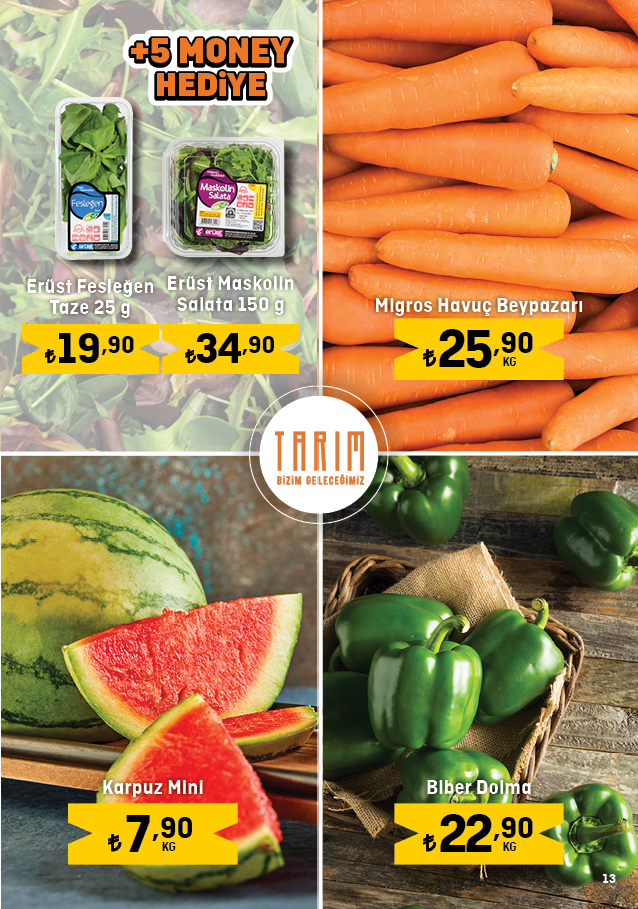 +5 MONEY
HEDİYE
Fesleğen
Maskolin
Salata
Erüst Fesleğen
Taze 25 g
₺19,90
Erüst Maskolin
Salata 150 g
₺34,90
Migros Havuç Beypazarı
₺25,90
KG
TARIM
BİZİM GELECEĞİMİZ
Karpuz Mini
₺7,90
KG
Biber Dolma
₺22,90
KG
13